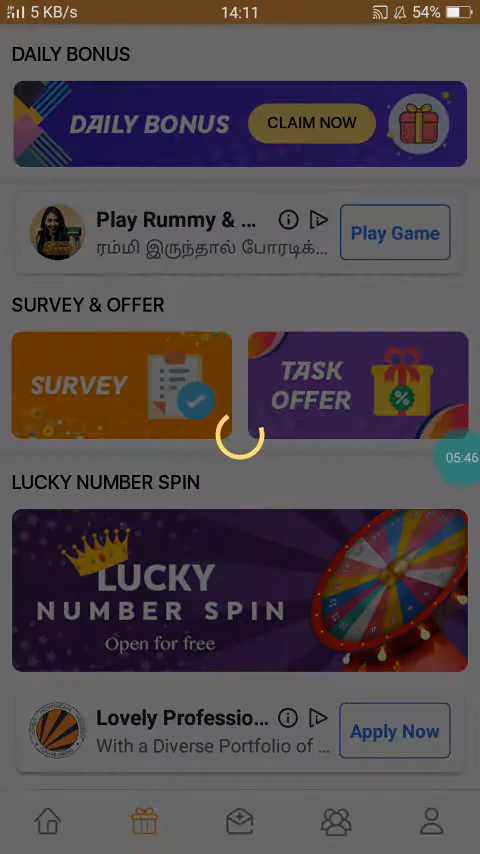 5 KB/s 14:11 54%
DAILY BONUS
DAILY BONUS CLAIM NOW
Play Rummy & ...
ரம்மி இருந்தால் போரடிக்...
Play Game
SURVEY & OFFER
SURVEY
TASK
OFFER
05:46
LUCKY NUMBER SPIN
LUCKY
NUMBER SPIN
Open for free
Lovely Professio...
With a Diverse Portfolio of ...
Apply Now